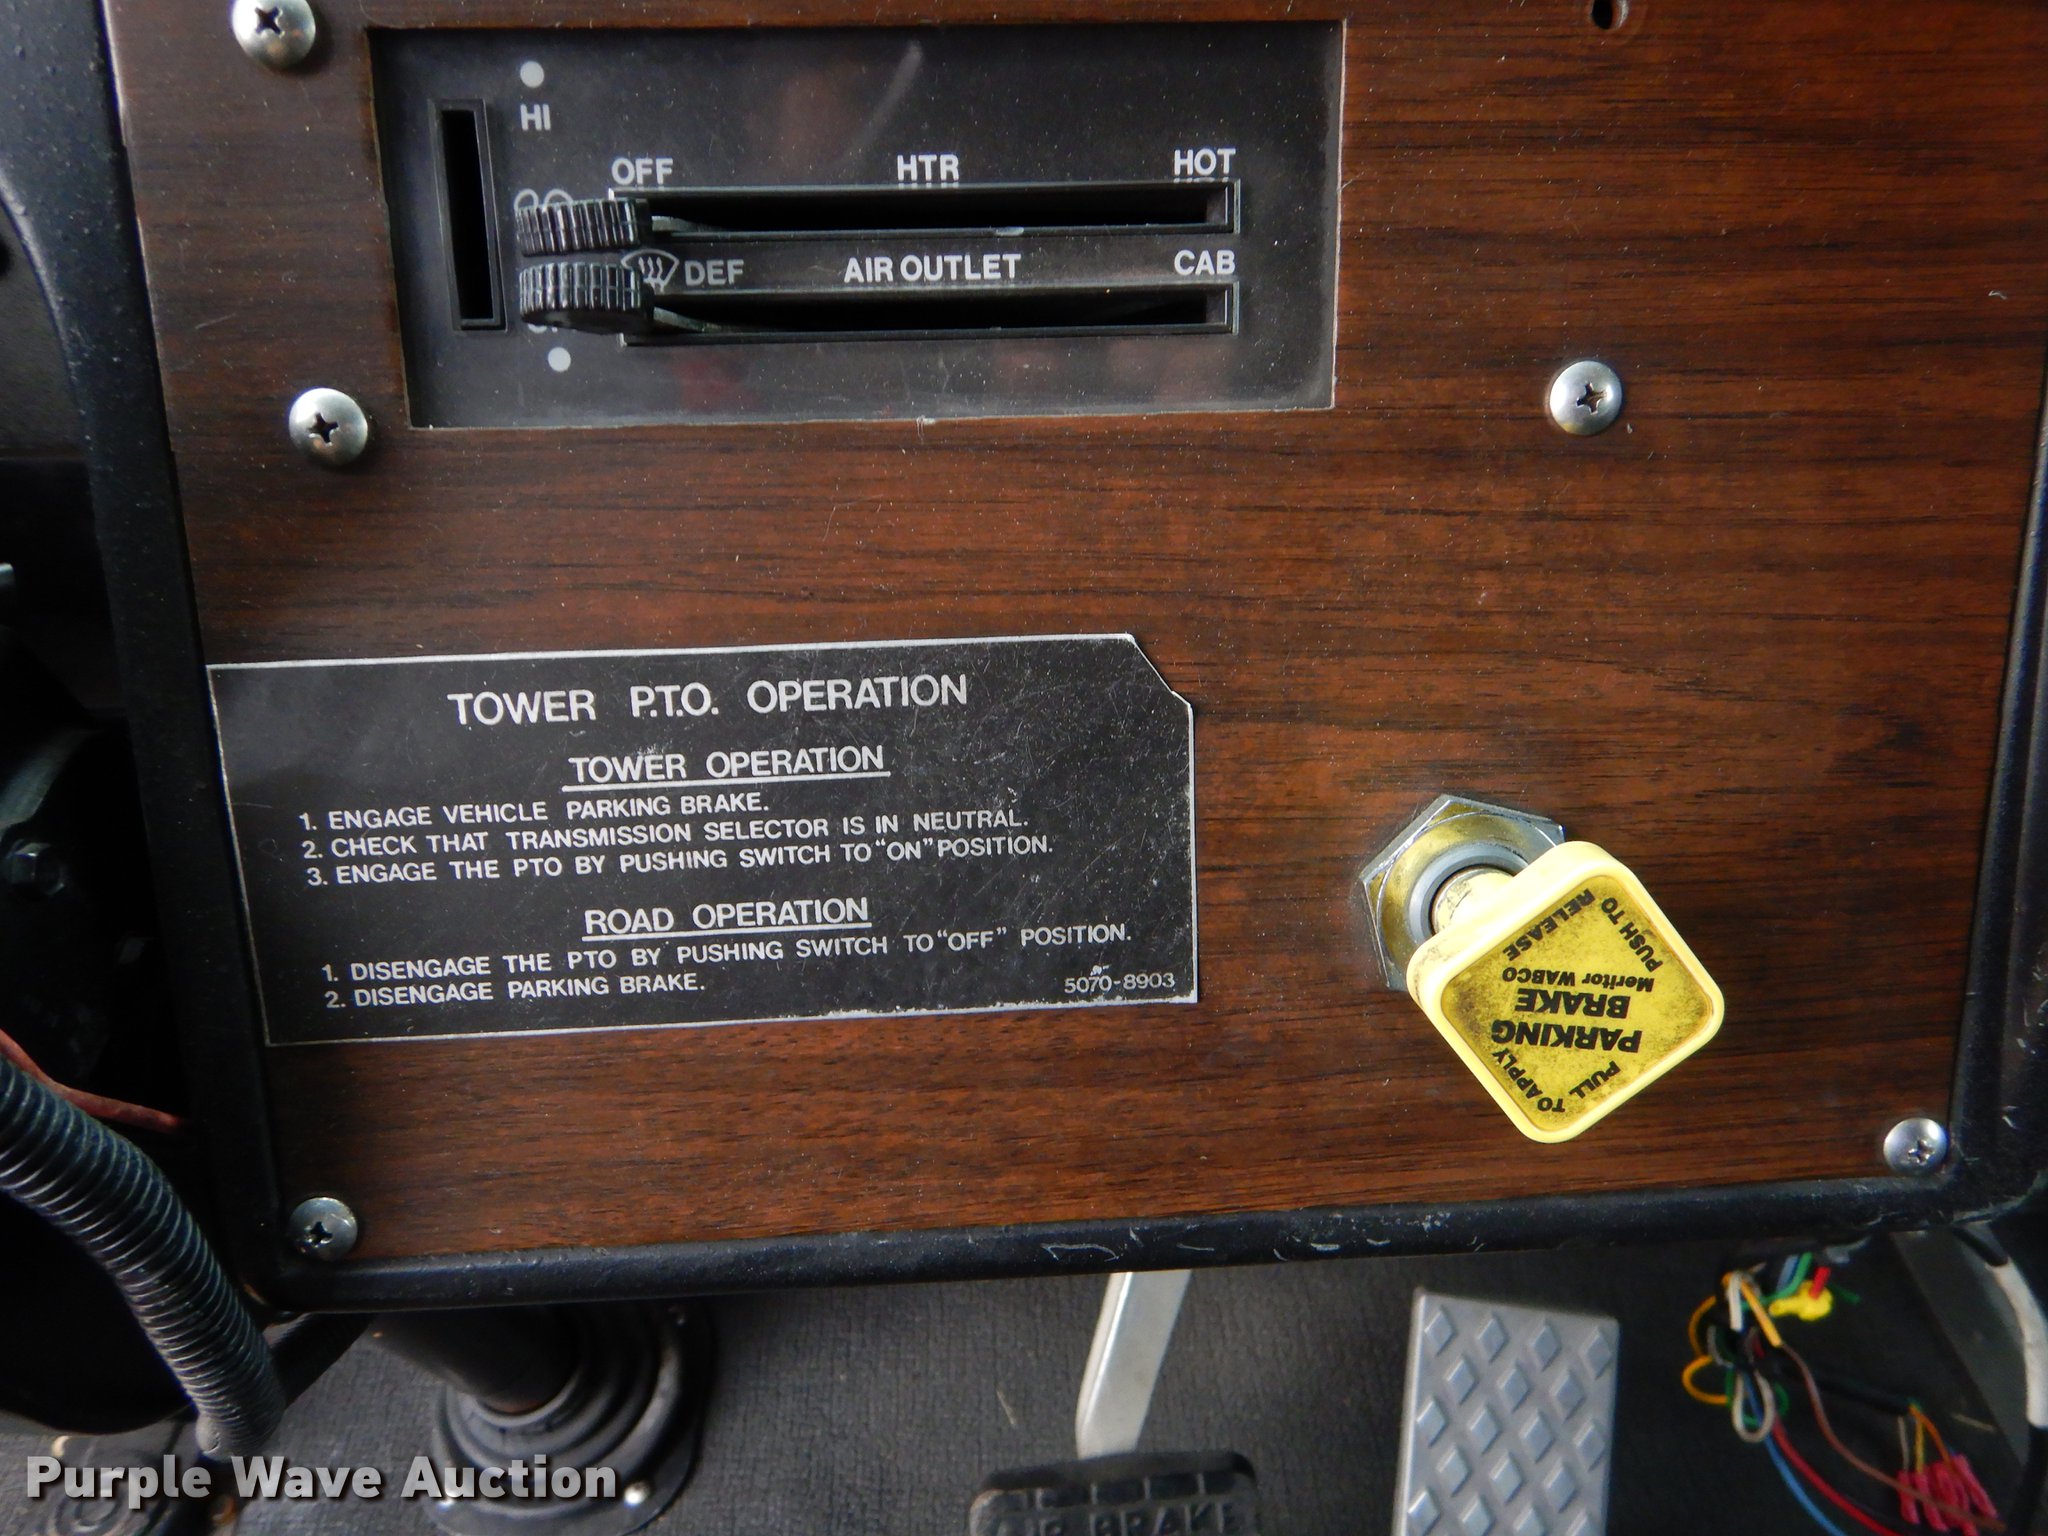 HI
OFF HTR HOT
DEF AIR OUTLET CAB
TOWER P.T.O. OPERATION
TOWER OPERATION
1. ENGAGE VEHICLE PARKING BRAKE.
2. CHECK THAT TRANSMISSION SELECTOR IS IN NEUTRAL.
3. ENGAGE THE PTO BY PUSHING SWITCH TO "ON" POSITION.
ROAD OPERATION
1. DISENGAGE THE PTO BY PUSHING SWITCH TO "OFF" POSITION.
2. DISENGAGE PARKING BRAKE.
5070-8903
PULL
TO APPLY
PARKING
BRAKE
Meritor WABCO
PUSH TO
RELEASE
AIR BRAKE
Purple Wave Auction